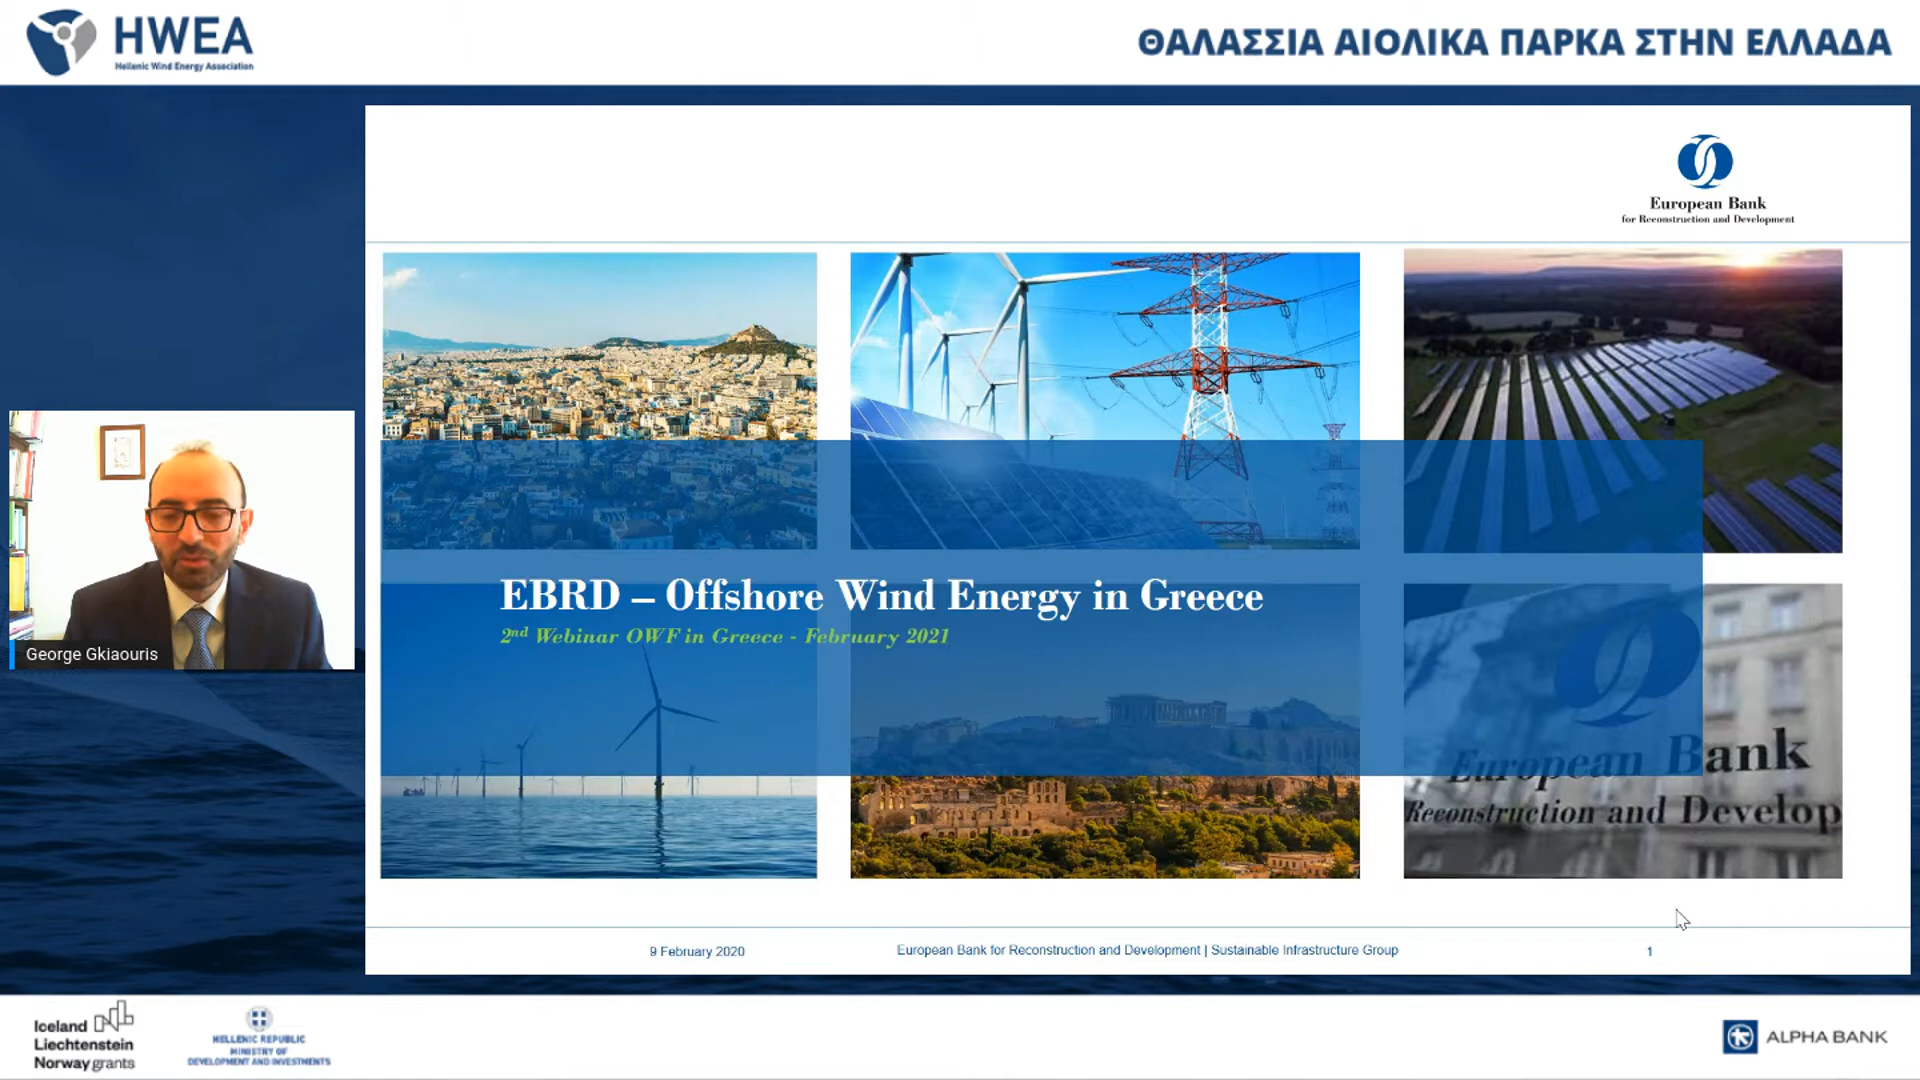 HWEA
Hellenic Wind Energy Association
ΘΑΛΑΣΣΙΑ ΑΙΟΛΙΚΑ ΠΑΡΚΑ ΣΤΗΝ ΕΛΛΑΔΑ
European Bank
for Reconstruction and Development
EBRD – Offshore Wind Energy in Greece
2nd Webinar OWF in Greece - February 2021
George Gkiaouris
European Bank
Reconstruction and Develop
9 February 2020
European Bank for Reconstruction and Development | Sustainable Infrastructure Group
1
Iceland
Liechtenstein
Norway grants
HELLENIC REPUBLIC
MINISTRY OF
DEVELOPMENT AND INVESTMENTS
ALPHA BANK